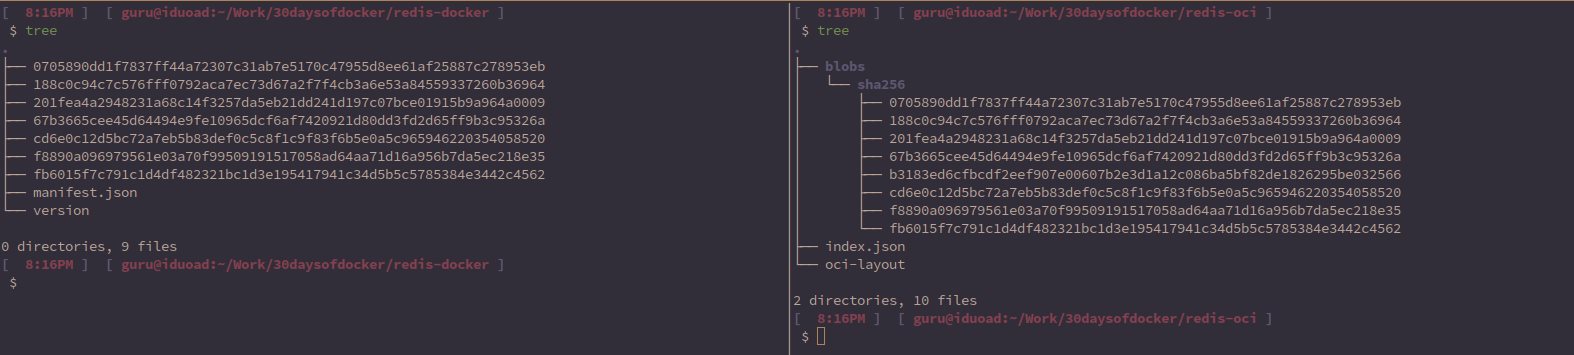 [  8:16PM ]  [ guru@iduoad:~/Work/30daysofdocker/redis-docker ]
 $ tree
.
├── 0705890dd1f7837ff44a72307c31ab7e5170c47955d8ee61af25887c278953eb
├── 188c0c94c7c576fff0792aca7ec73d67a2f7f4cb3a6e53a84559337260b36964
├── 201fea4a2948231a68c14f3257da5eb21dd241d197c07bce01915b9a964a0009
├── 67b3665cee45d64494e9fe10965dcf6af7420921d80dd3fd2d65ff9b3c95326a
├── cd6e0c12d5bc72a7eb5b83def0c5c8f1c9f83f6b5e0a5c965946220354058520
├── f8890a096979561e03a70f99509191517058ad64aa71d16a956b7da5ec218e35
├── fb6015f7c791c1d4df482321bc1d3e195417941c34d5b5c5785384e3442c4562
├── manifest.json
└── version

0 directories, 9 files
[  8:16PM ]  [ guru@iduoad:~/Work/30daysofdocker/redis-docker ]
 $
[  8:16PM ]  [ guru@iduoad:~/Work/30daysofdocker/redis-oci ]
 $ tree
.
├── blobs
│   └── sha256
│       ├── 0705890dd1f7837ff44a72307c31ab7e5170c47955d8ee61af25887c278953eb
│       ├── 188c0c94c7c576fff0792aca7ec73d67a2f7f4cb3a6e53a84559337260b36964
│       ├── 201fea4a2948231a68c14f3257da5eb21dd241d197c07bce01915b9a964a0009
│       ├── 67b3665cee45d64494e9fe10965dcf6af7420921d80dd3fd2d65ff9b3c95326a
│       ├── b3183ed6cfbcdf2eef907e00607b2e3d1a12c086ba5bf82de1826295be032566
│       ├── cd6e0c12d5bc72a7eb5b83def0c5c8f1c9f83f6b5e0a5c965946220354058520
│       ├── f8890a096979561e03a70f99509191517058ad64aa71d16a956b7da5ec218e35
│       └── fb6015f7c791c1d4df482321bc1d3e195417941c34d5b5c5785384e3442c4562
├── index.json
└── oci-layout

2 directories, 10 files
[  8:16PM ]  [ guru@iduoad:~/Work/30daysofdocker/redis-oci ]
 $